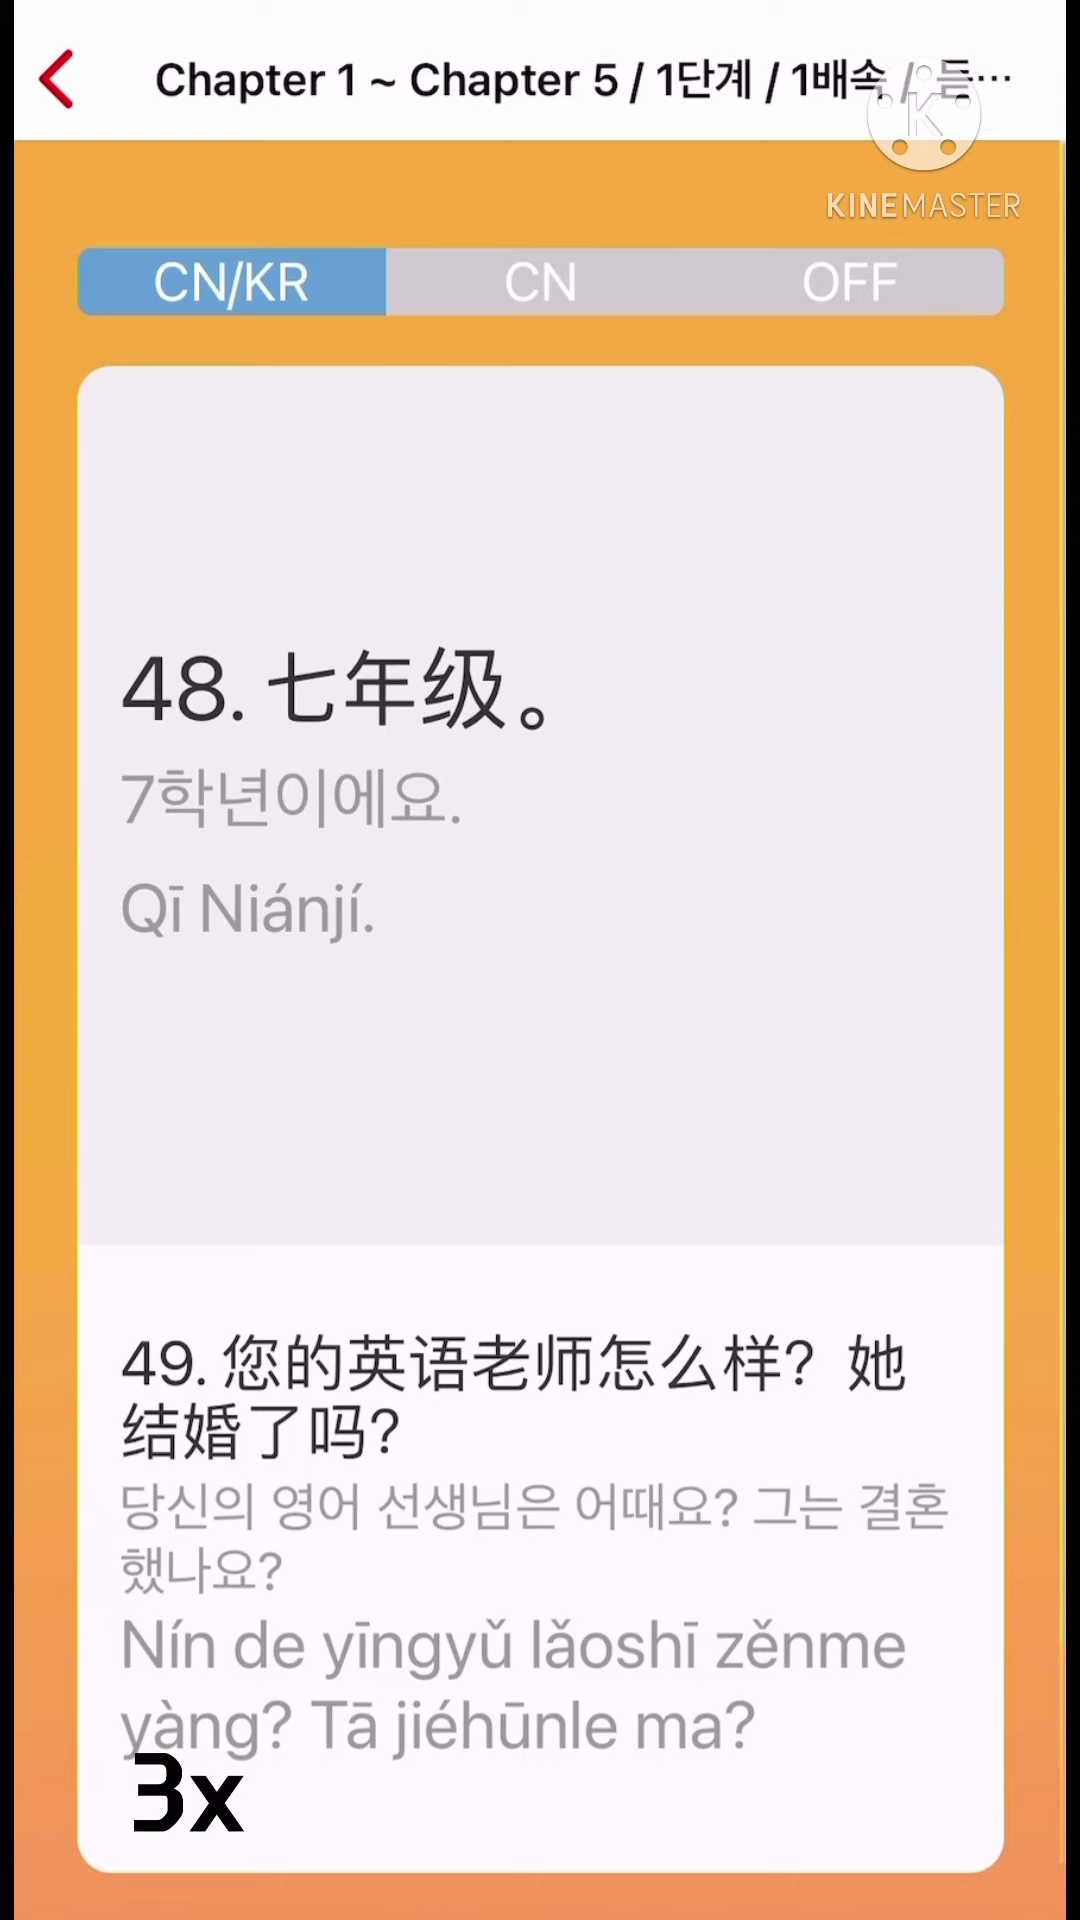 Chapter 1 ~ Chapter 5 / 1단계 / 1배속 / 듣…
KINEMASTER
CN/KR CN OFF
48. 七年级。
7학년이에요.
Qī Niánjí.
49. 您的英语老师怎么样？她
结婚了吗?
당신의 영어 선생님은 어때요? 그는 결혼
했나요?
Nín de yīngyǔ lǎoshī zěnme
yàng? Tā jiéhūnle ma?
3x